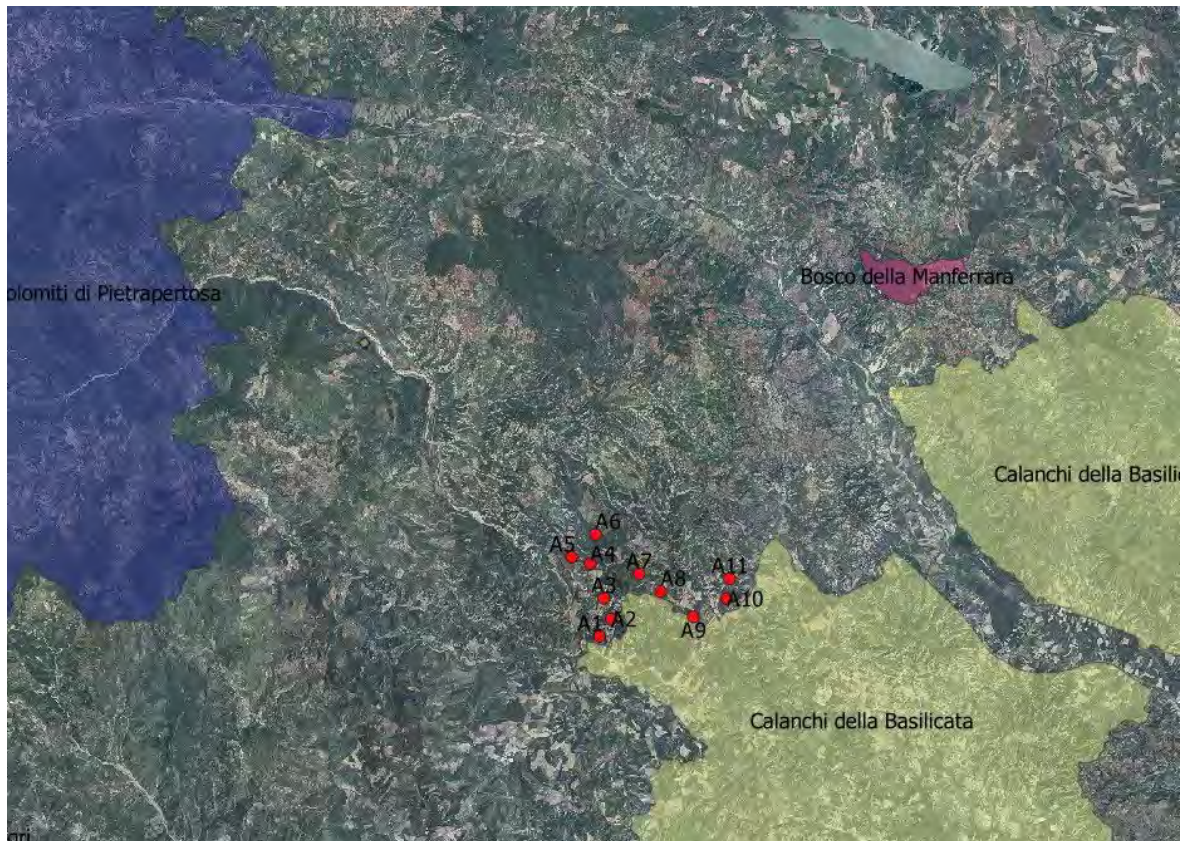 Bosco della Manferrara
olomiti di Pietrapertosa
Calanchi della Basilic
A6
A5
A4
A7
A11
A8
A3
A10
A2
A1
A9
Calanchi della Basilicata